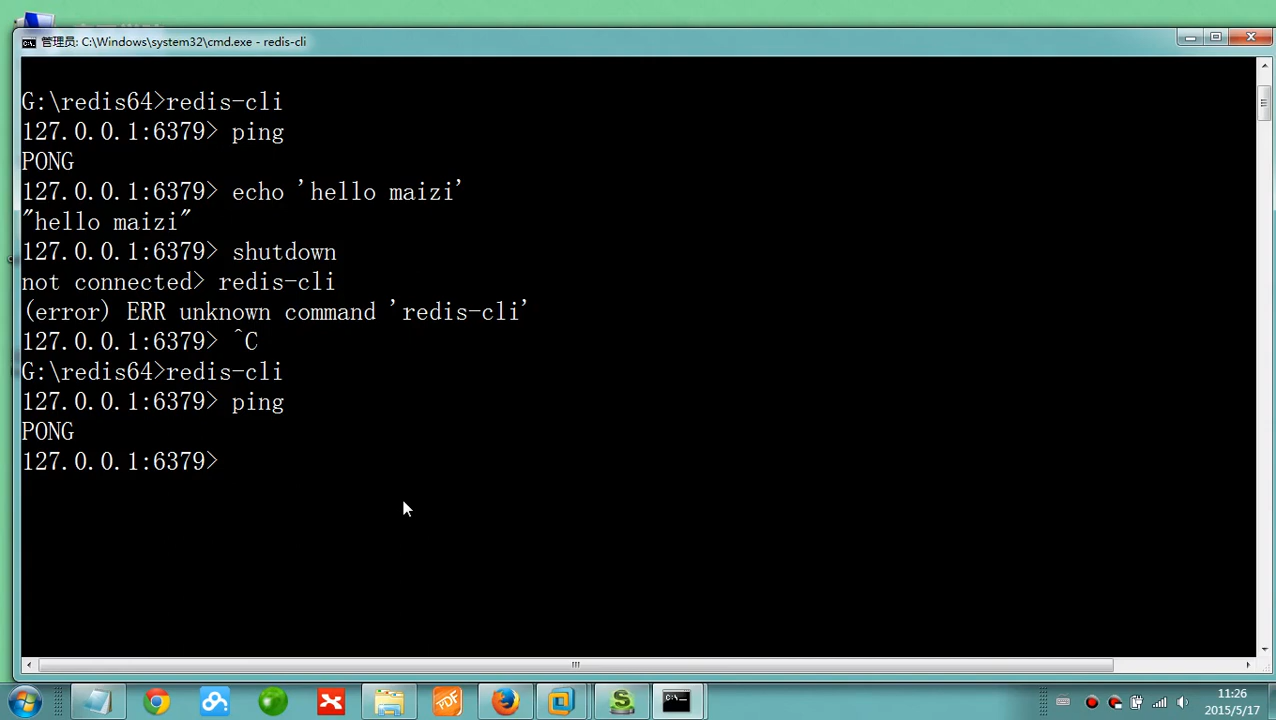 管理员: C:\Windows\system32\cmd.exe - redis-cli
G:\redis64>redis-cli
127.0.0.1:6379> ping
PONG
127.0.0.1:6379> echo 'hello maizi'
"hello maizi"
127.0.0.1:6379> shutdown
not connected> redis-cli
(error) ERR unknown command 'redis-cli'
127.0.0.1:6379> ^C
G:\redis64>redis-cli
127.0.0.1:6379> ping
PONG
127.0.0.1:6379>
11:26
2015/5/17